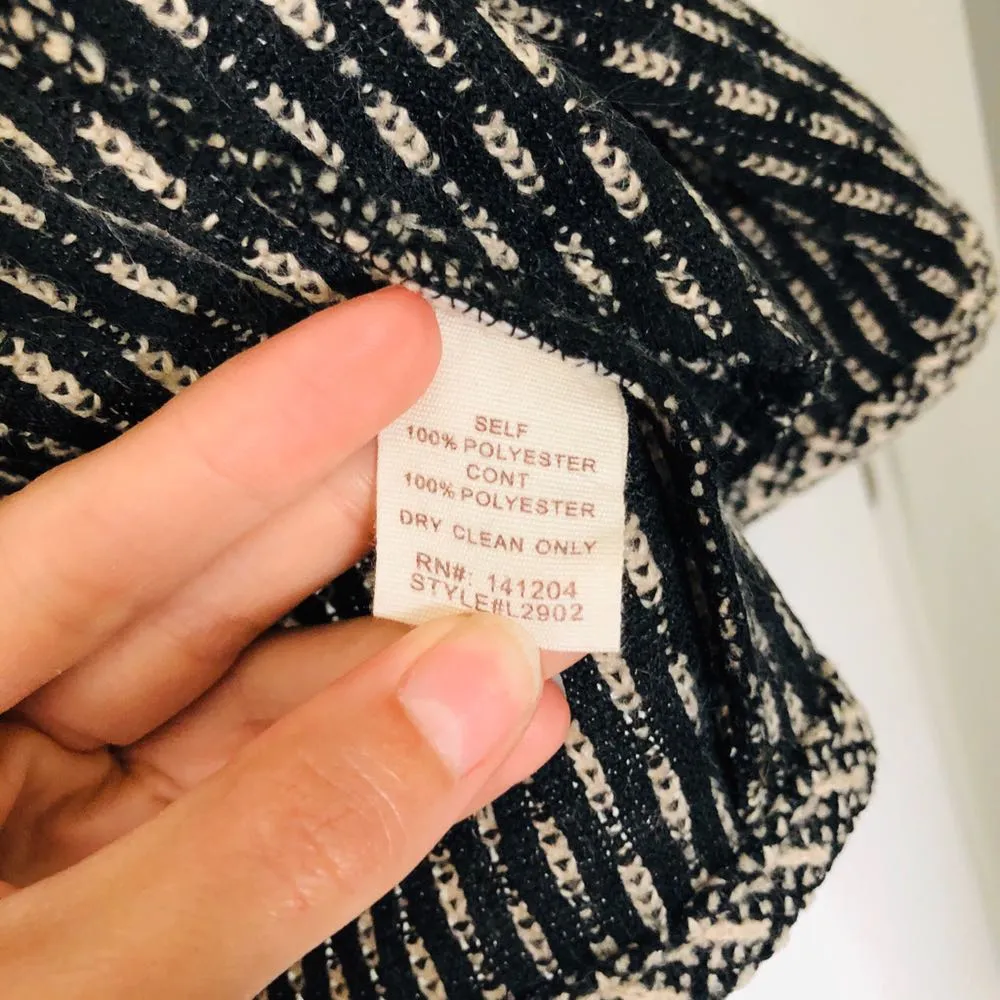 SELF
100% POLYESTER
CONT
100% POLYESTER
DRY CLEAN ONLY
RN#: 141204
STYLE#L2902